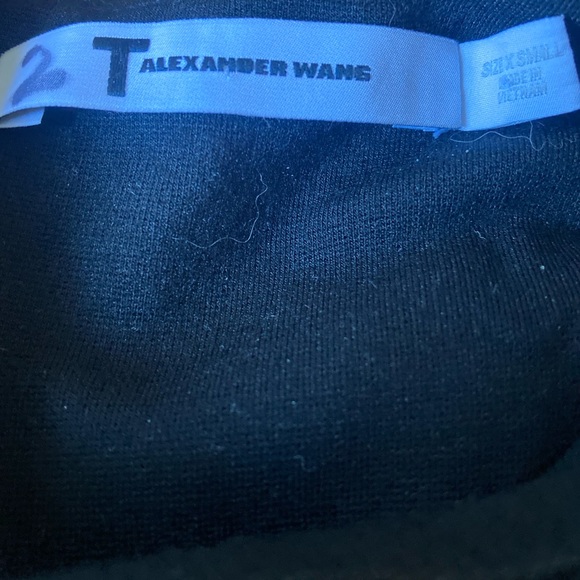 2
T ALEXANDER WANG
SIZE X SMALL
MADE IN
VIETNAM